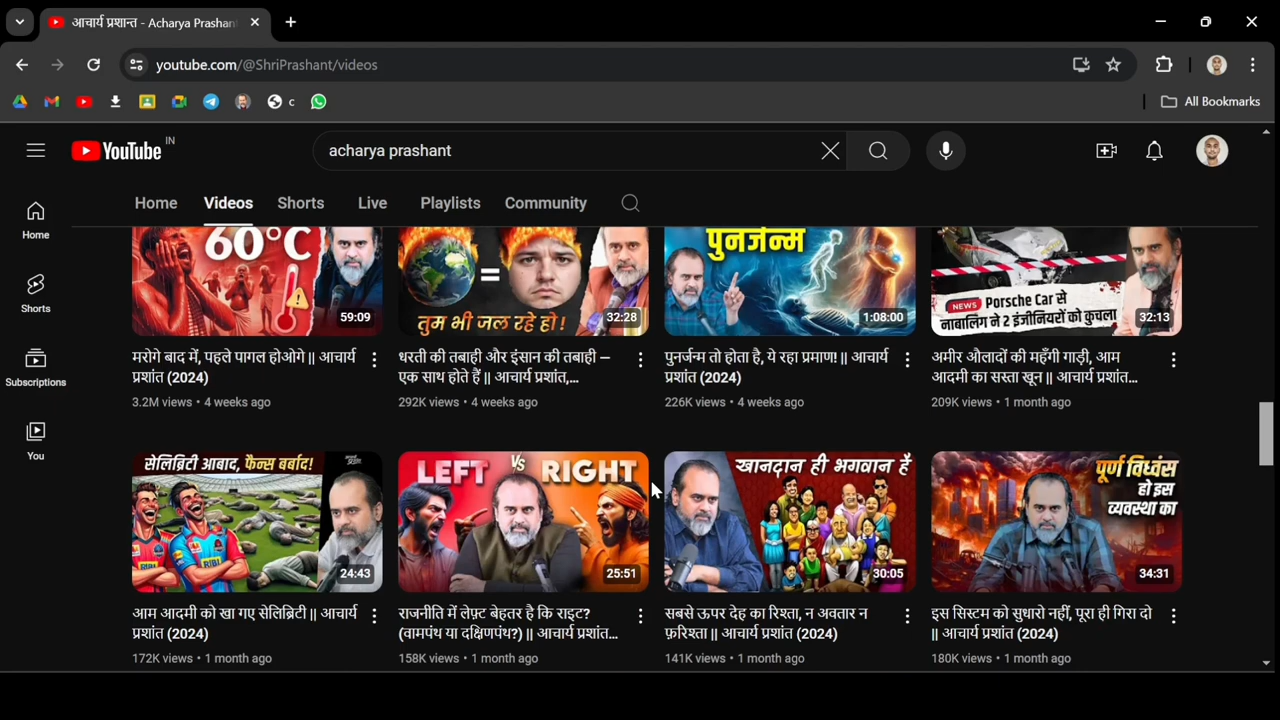 आचार्य प्रशान्त - Acharya Prashant
youtube.com/@ShriPrashant/videos
c
All Bookmarks
YouTube IN
acharya prashant
Home
Videos
Shorts
Live
Playlists
Community
Home
Shorts
Subscriptions
You
60°C
59:09
मरोगे बाद में, पहले पागल होओगे || आचार्य
प्रशांत (2024)
3.2M views • 4 weeks ago
=
तुम भी जल रहे हो!
32:28
धरती की तबाही और इंसान की तबाही –
एक साथ होते हैं || आचार्य प्रशांत,...
292K views • 4 weeks ago
पुनर्जन्म
1:08:00
पुनर्जन्म तो होता है, ये रहा प्रमाण! || आचार्य
प्रशांत (2024)
226K views • 4 weeks ago
NEWS Porsche Car से
नाबालिग ने 2 इंजीनियरों को कुचला
32:13
अमीर औलादों की महँगी गाड़ी, आम
आदमी का सस्ता खून || आचार्य प्रशांत...
209K views • 1 month ago
सेलिब्रिटी आबाद, फैन्स बर्बाद!
24:43
आम आदमी को खा गए सेलिब्रिटी || आचार्य
प्रशांत (2024)
172K views • 1 month ago
LEFT Vs RIGHT
25:51
राजनीति में लेफ़्ट बेहतर है कि राइट?
(वामपंथ या दक्षिणपंथ?) || आचार्य प्रशांत...
158K views • 1 month ago
खानदान ही भगवान है
30:05
सबसे ऊपर देह का रिश्ता, न अवतार न
फ़रिश्ता || आचार्य प्रशांत (2024)
141K views • 1 month ago
पूर्ण विध्वंस
हो इस
व्यवस्था का
34:31
इस सिस्टम को सुधारो नहीं, पूरा ही गिरा दो
|| आचार्य प्रशांत (2024)
180K views • 1 month ago